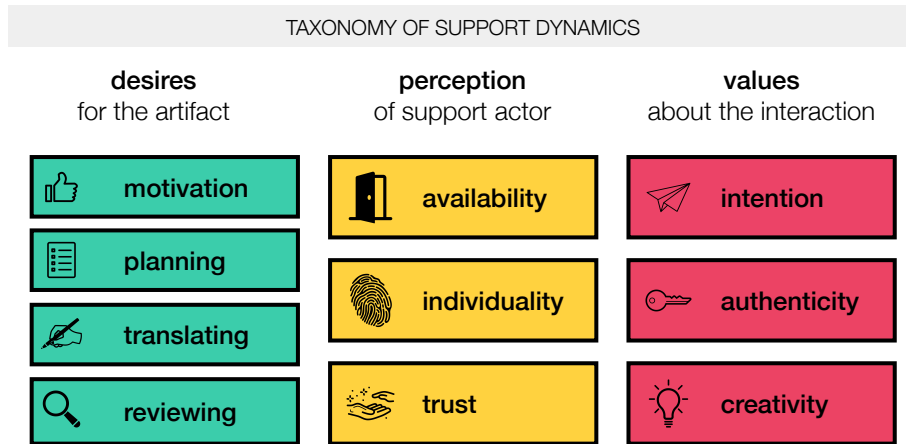 TAXONOMY OF SUPPORT DYNAMICS
desires
for the artifact
motivation
planning
translating
reviewing
perception
of support actor
availability
individuality
trust
values
about the interaction
intention
authenticity
creativity